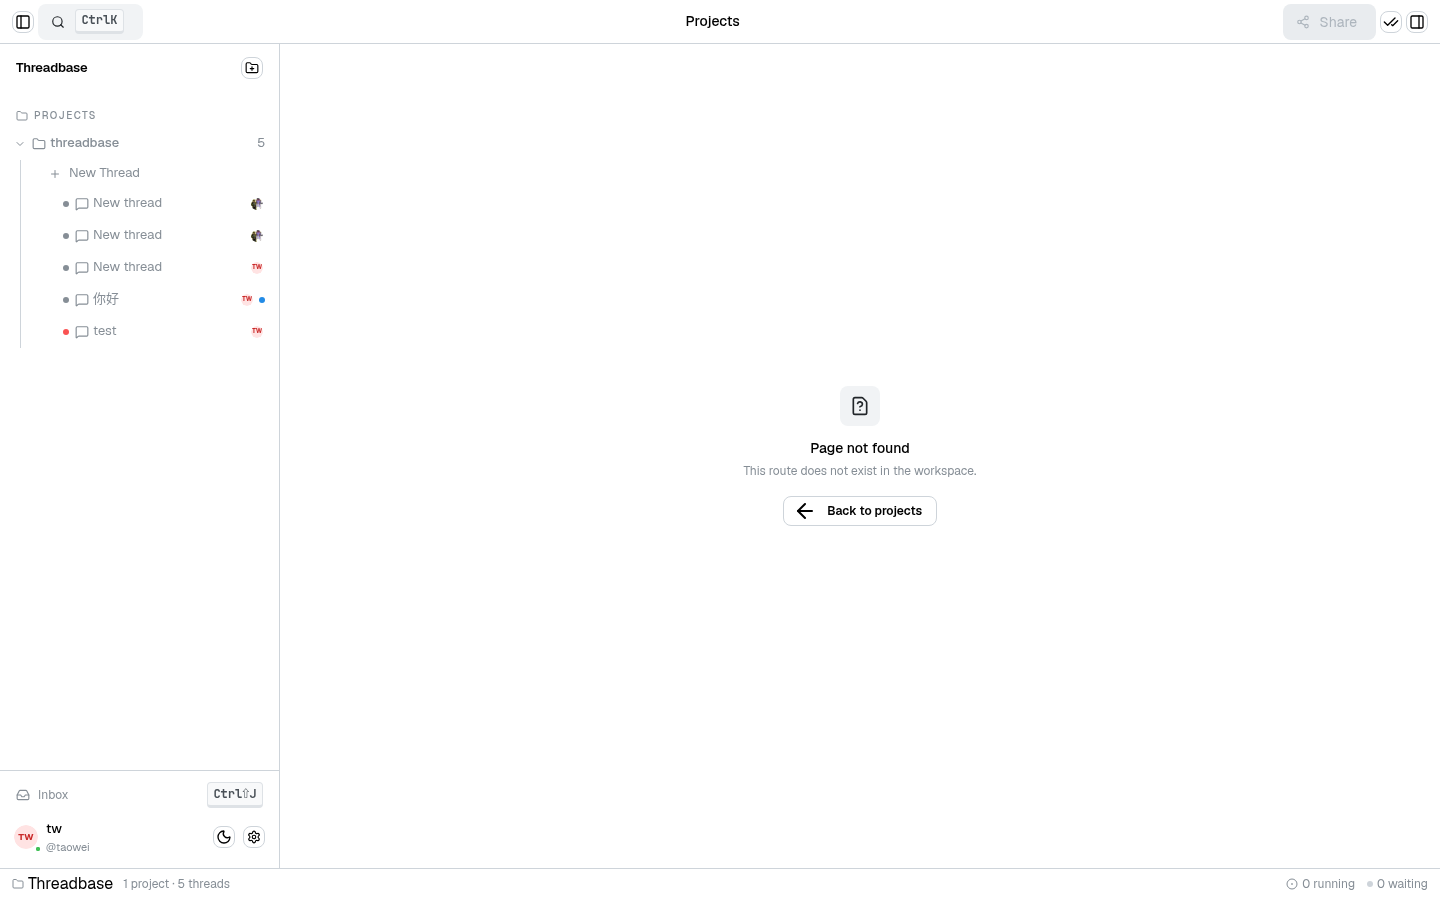 CtrlK
Projects
Share
Threadbase
PROJECTS
threadbase 5
New Thread
New thread
New thread
New thread TW
你好 TW
test TW
Page not found
This route does not exist in the workspace.
Back to projects
Inbox Ctrl⇧J
TW tw
@taowei
Threadbase 1 project · 5 threads
0 running 0 waiting